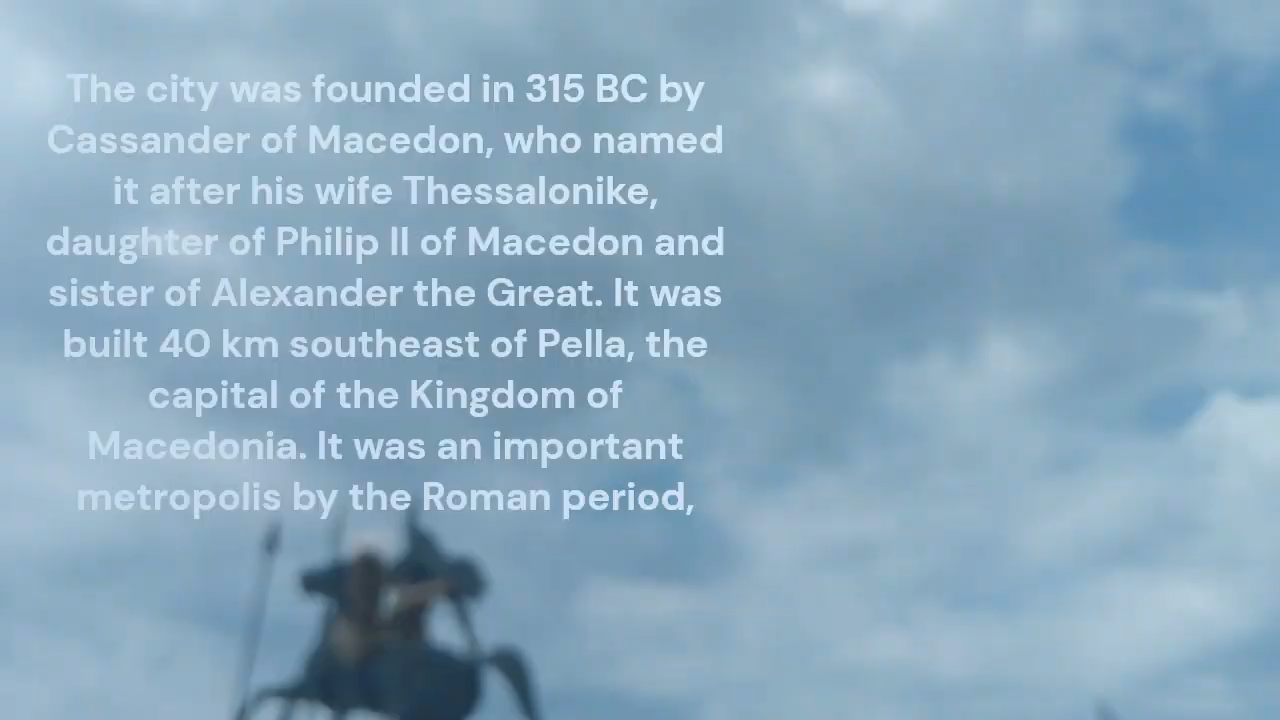 The city was founded in 315 BC by
Cassander of Macedon, who named
it after his wife Thessalonike,
daughter of Philip II of Macedon and
sister of Alexander the Great. It was
built 40 km southeast of Pella, the
capital of the Kingdom of
Macedonia. It was an important
metropolis by the Roman period,